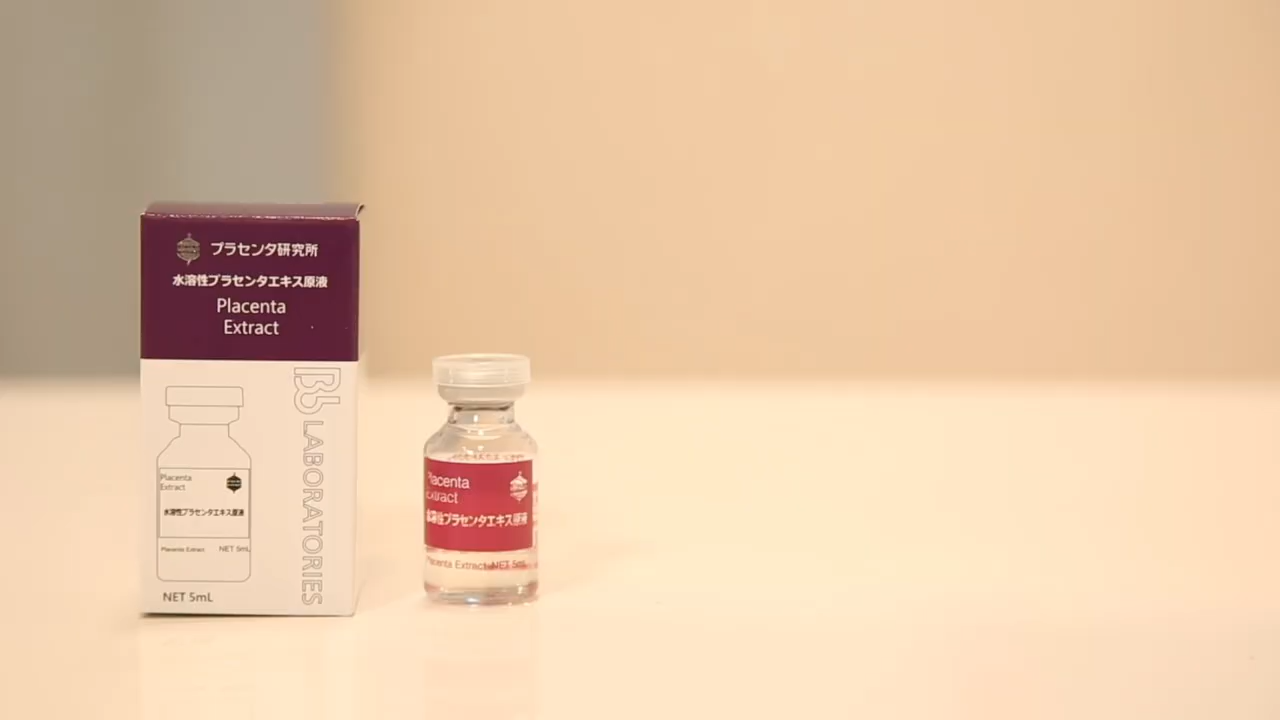 プラセンタ研究所
水溶性プラセンタエキス原液
Placenta
Extract
Bb LABORATORIES
Placenta
Extract
水溶性プラセンタエキス原液
Placenta Extract NET 5mL
NET 5mL
Placenta
Extract
水溶性プラセンタエキス原液
Placenta Extract NET 5mL